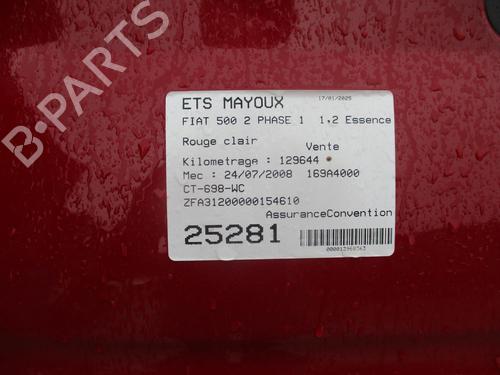 ETS MAYOUX 17/01/2025
FIAT 500 2 PHASE 1 1.2 Essence
Rouge clair
Vente
Kilometrage : 129644
Mec : 24/07/2008 169A4000
CT-698-WC
ZFA31200000154610
AssuranceConvention
25281
B-Parts